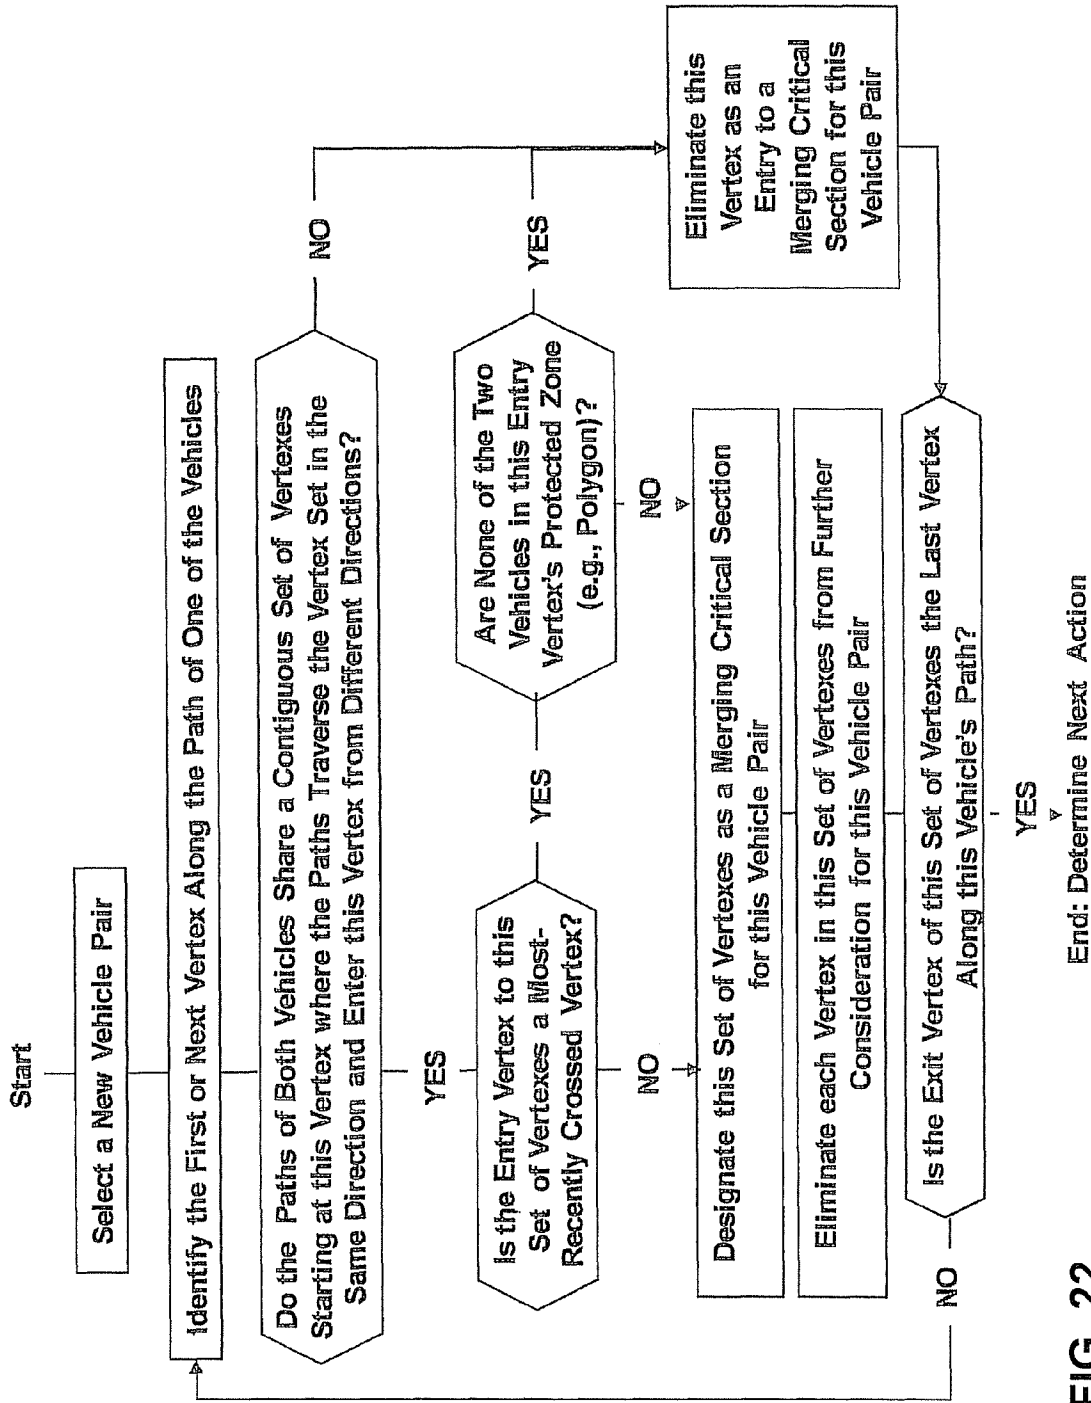 Start
Select a New Vehicle Pair
Identify the First or Next Vertex Along the Path of One of the Vehicles
Do the Paths of Both Vehicles Share a Contiguous Set of Vertexes
Starting at this Vertex where the Paths Traverse the Vertex Set in the
Same Direction and Enter this Vertex from Different Directions?
NO
YES
Is the Entry Vertex to this
Set of Vertexes a Most-
Recently Crossed Vertex?
YES
Are None of the Two
Vehicles in this Entry
Vertex's Protected Zone
(e.g., Polygon)?
YES
NO
NO
Eliminate this
Vertex as an
Entry to a
Merging Critical
Section for this
Vehicle Pair
Designate this Set of Vertexes as a Merging Critical Section
for this Vehicle Pair
Eliminate each Vertex in this Set of Vertexes from Further
Consideration for this Vehicle Pair
Is the Exit Vertex of this Set of Vertexes the Last Vertex
Along this Vehicle's Path?
NO
YES
End: Determine Next Action
FIG. 22